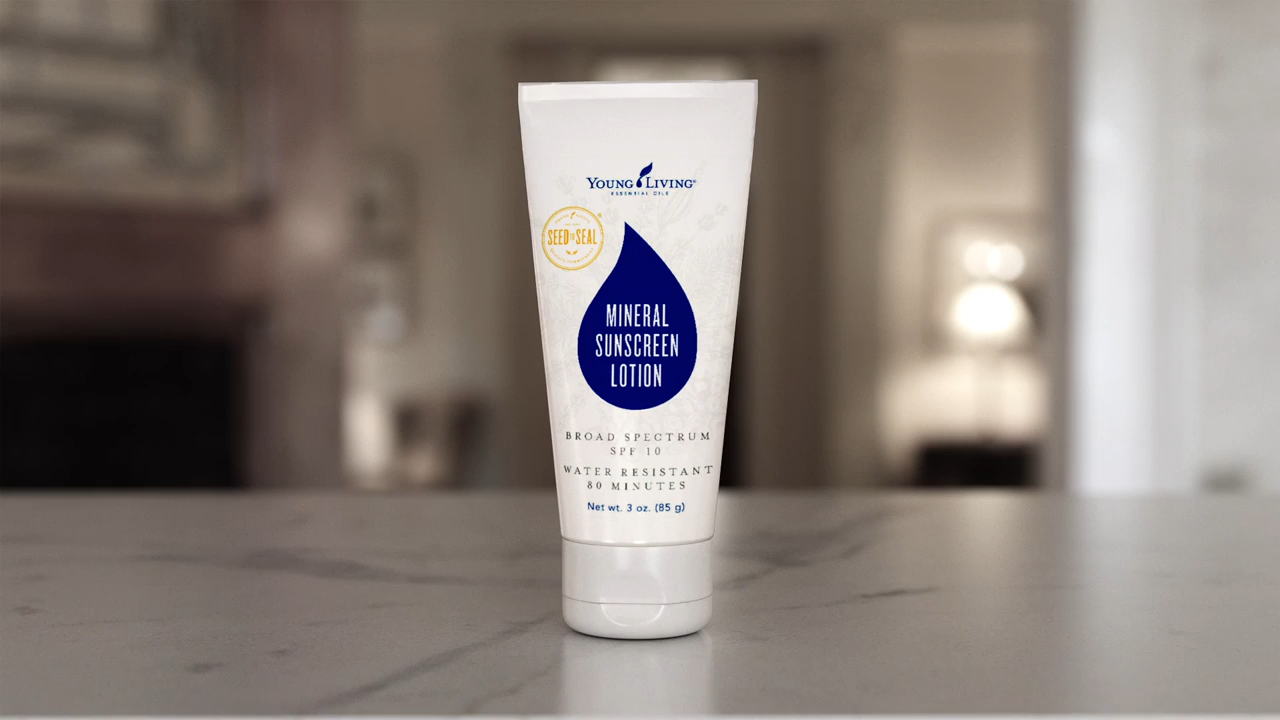 YOUNG LIVING®
ESSENTIAL OILS
SEED TO SEAL
®
MINERAL
SUNSCREEN
LOTION
BROAD SPECTRUM
SPF 10
WATER RESISTANT
80 MINUTES
Net wt. 3 oz. (85 g)